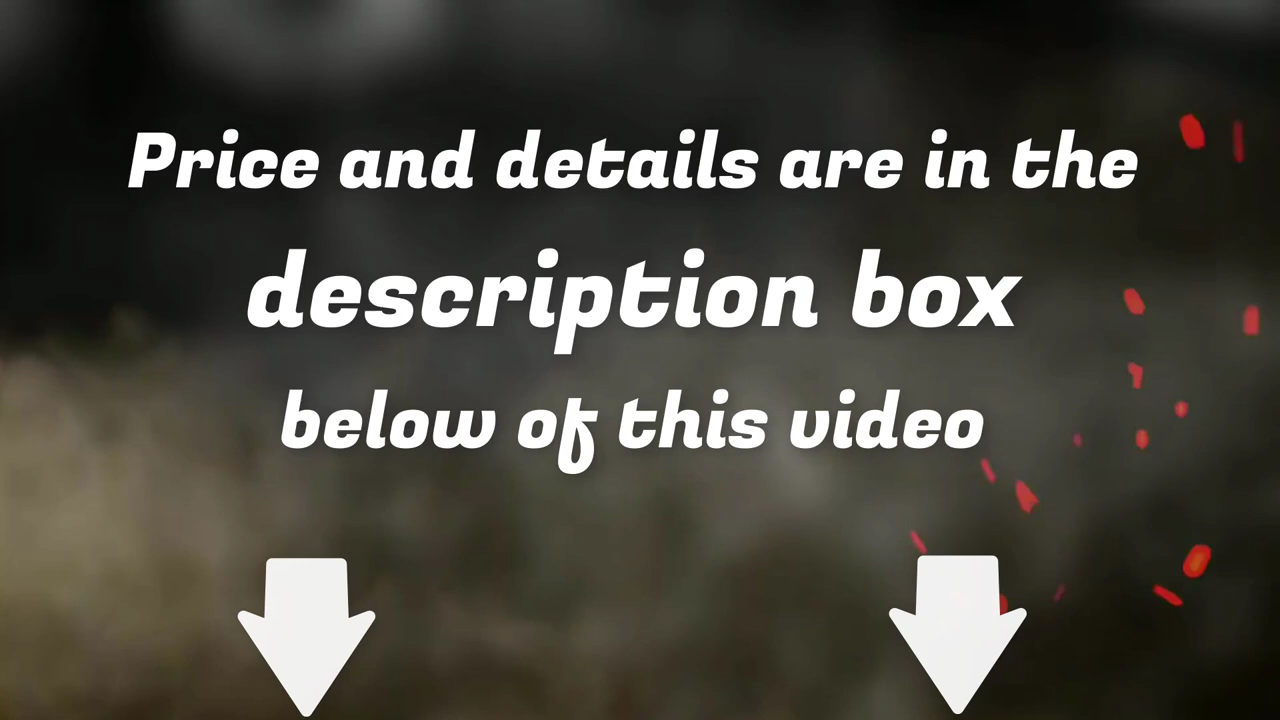 Price and details are in the
description box
below of this video